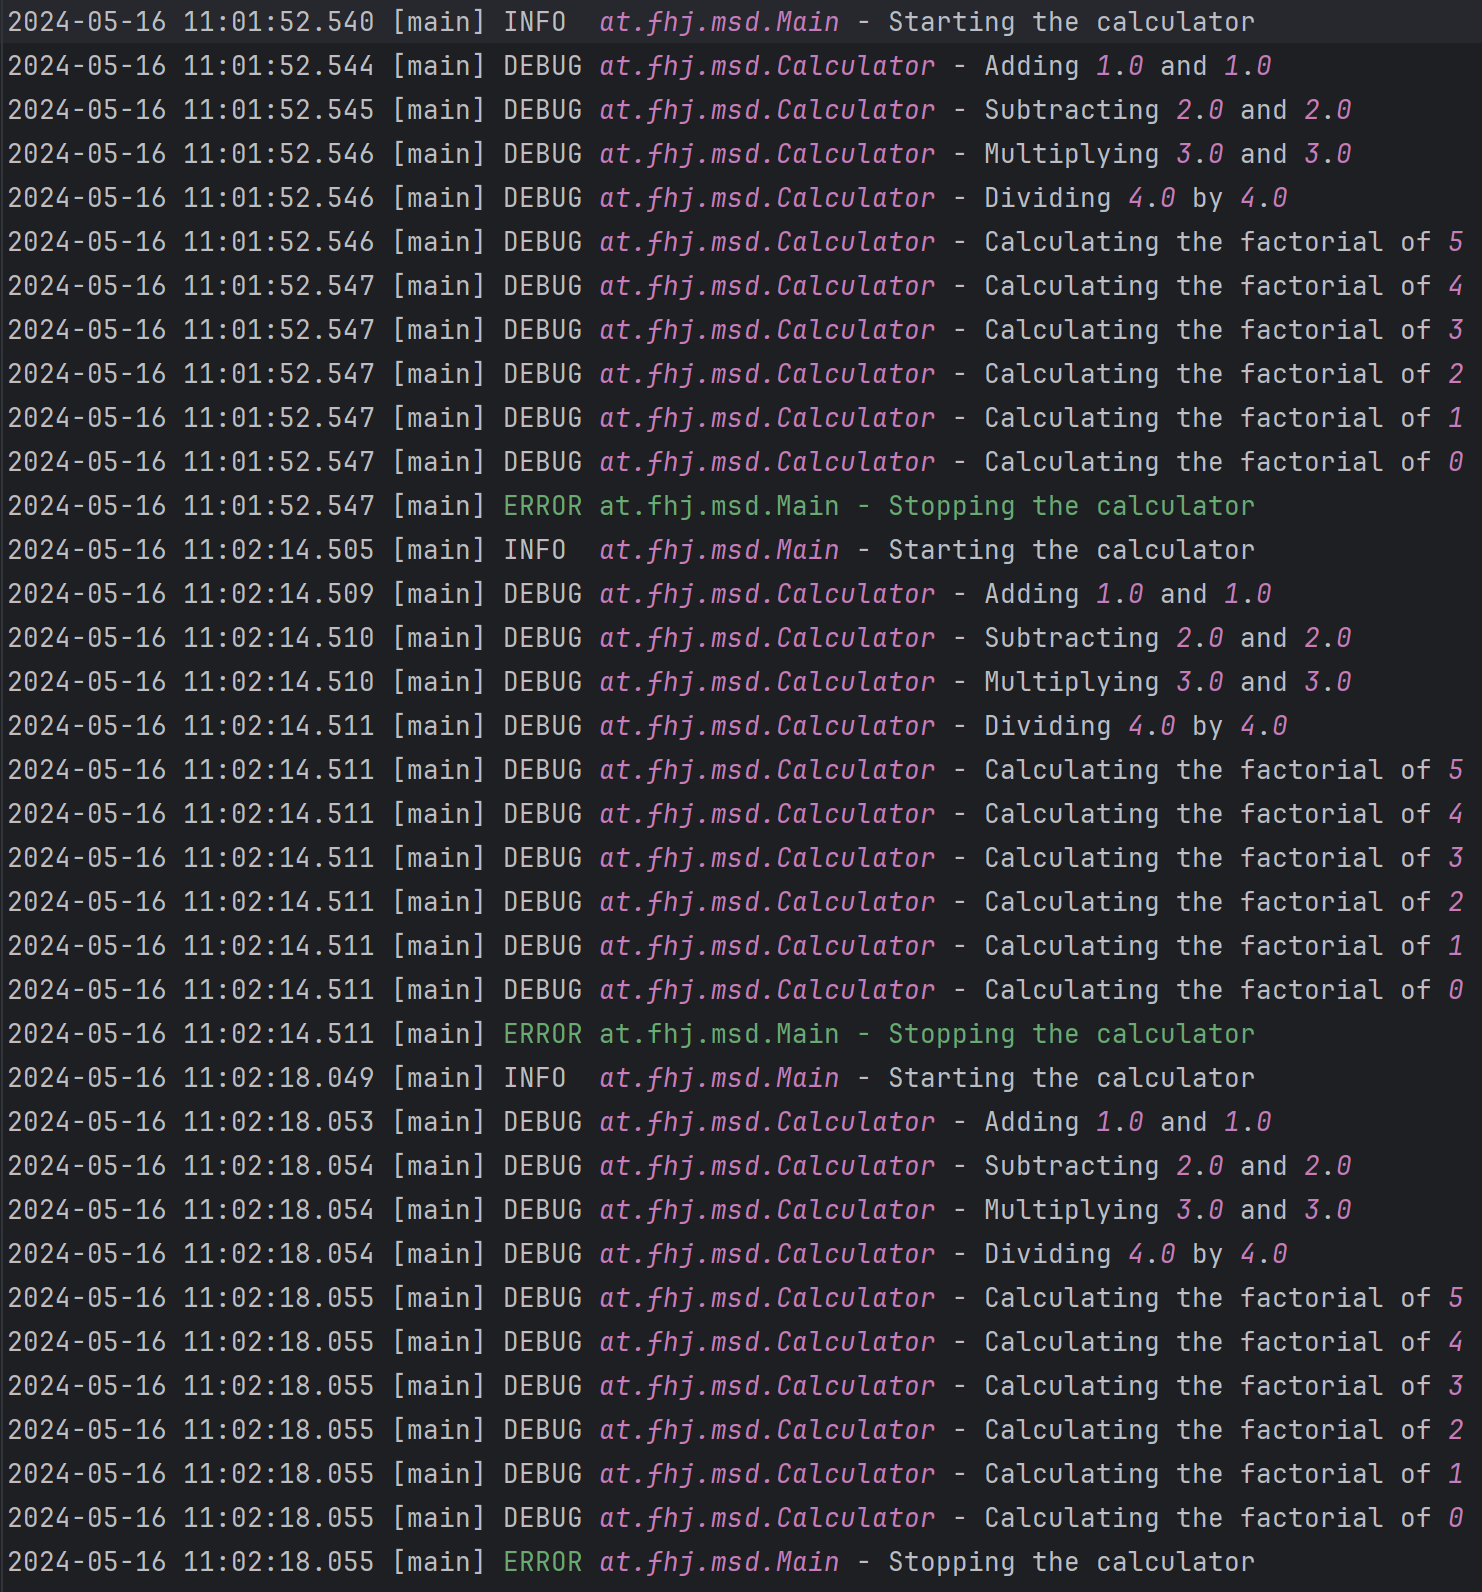 2024-05-16 11:01:52.540 [main] INFO  at.fhj.msd.Main - Starting the calculator
2024-05-16 11:01:52.544 [main] DEBUG at.fhj.msd.Calculator - Adding 1.0 and 1.0
2024-05-16 11:01:52.545 [main] DEBUG at.fhj.msd.Calculator - Subtracting 2.0 and 2.0
2024-05-16 11:01:52.546 [main] DEBUG at.fhj.msd.Calculator - Multiplying 3.0 and 3.0
2024-05-16 11:01:52.546 [main] DEBUG at.fhj.msd.Calculator - Dividing 4.0 by 4.0
2024-05-16 11:01:52.546 [main] DEBUG at.fhj.msd.Calculator - Calculating the factorial of 5
2024-05-16 11:01:52.547 [main] DEBUG at.fhj.msd.Calculator - Calculating the factorial of 4
2024-05-16 11:01:52.547 [main] DEBUG at.fhj.msd.Calculator - Calculating the factorial of 3
2024-05-16 11:01:52.547 [main] DEBUG at.fhj.msd.Calculator - Calculating the factorial of 2
2024-05-16 11:01:52.547 [main] DEBUG at.fhj.msd.Calculator - Calculating the factorial of 1
2024-05-16 11:01:52.547 [main] DEBUG at.fhj.msd.Calculator - Calculating the factorial of 0
2024-05-16 11:01:52.547 [main] ERROR at.fhj.msd.Main - Stopping the calculator
2024-05-16 11:02:14.505 [main] INFO  at.fhj.msd.Main - Starting the calculator
2024-05-16 11:02:14.509 [main] DEBUG at.fhj.msd.Calculator - Adding 1.0 and 1.0
2024-05-16 11:02:14.510 [main] DEBUG at.fhj.msd.Calculator - Subtracting 2.0 and 2.0
2024-05-16 11:02:14.510 [main] DEBUG at.fhj.msd.Calculator - Multiplying 3.0 and 3.0
2024-05-16 11:02:14.511 [main] DEBUG at.fhj.msd.Calculator - Dividing 4.0 by 4.0
2024-05-16 11:02:14.511 [main] DEBUG at.fhj.msd.Calculator - Calculating the factorial of 5
2024-05-16 11:02:14.511 [main] DEBUG at.fhj.msd.Calculator - Calculating the factorial of 4
2024-05-16 11:02:14.511 [main] DEBUG at.fhj.msd.Calculator - Calculating the factorial of 3
2024-05-16 11:02:14.511 [main] DEBUG at.fhj.msd.Calculator - Calculating the factorial of 2
2024-05-16 11:02:14.511 [main] DEBUG at.fhj.msd.Calculator - Calculating the factorial of 1
2024-05-16 11:02:14.511 [main] DEBUG at.fhj.msd.Calculator - Calculating the factorial of 0
2024-05-16 11:02:14.511 [main] ERROR at.fhj.msd.Main - Stopping the calculator
2024-05-16 11:02:18.049 [main] INFO  at.fhj.msd.Main - Starting the calculator
2024-05-16 11:02:18.053 [main] DEBUG at.fhj.msd.Calculator - Adding 1.0 and 1.0
2024-05-16 11:02:18.054 [main] DEBUG at.fhj.msd.Calculator - Subtracting 2.0 and 2.0
2024-05-16 11:02:18.054 [main] DEBUG at.fhj.msd.Calculator - Multiplying 3.0 and 3.0
2024-05-16 11:02:18.054 [main] DEBUG at.fhj.msd.Calculator - Dividing 4.0 by 4.0
2024-05-16 11:02:18.055 [main] DEBUG at.fhj.msd.Calculator - Calculating the factorial of 5
2024-05-16 11:02:18.055 [main] DEBUG at.fhj.msd.Calculator - Calculating the factorial of 4
2024-05-16 11:02:18.055 [main] DEBUG at.fhj.msd.Calculator - Calculating the factorial of 3
2024-05-16 11:02:18.055 [main] DEBUG at.fhj.msd.Calculator - Calculating the factorial of 2
2024-05-16 11:02:18.055 [main] DEBUG at.fhj.msd.Calculator - Calculating the factorial of 1
2024-05-16 11:02:18.055 [main] DEBUG at.fhj.msd.Calculator - Calculating the factorial of 0
2024-05-16 11:02:18.055 [main] ERROR at.fhj.msd.Main - Stopping the calculator